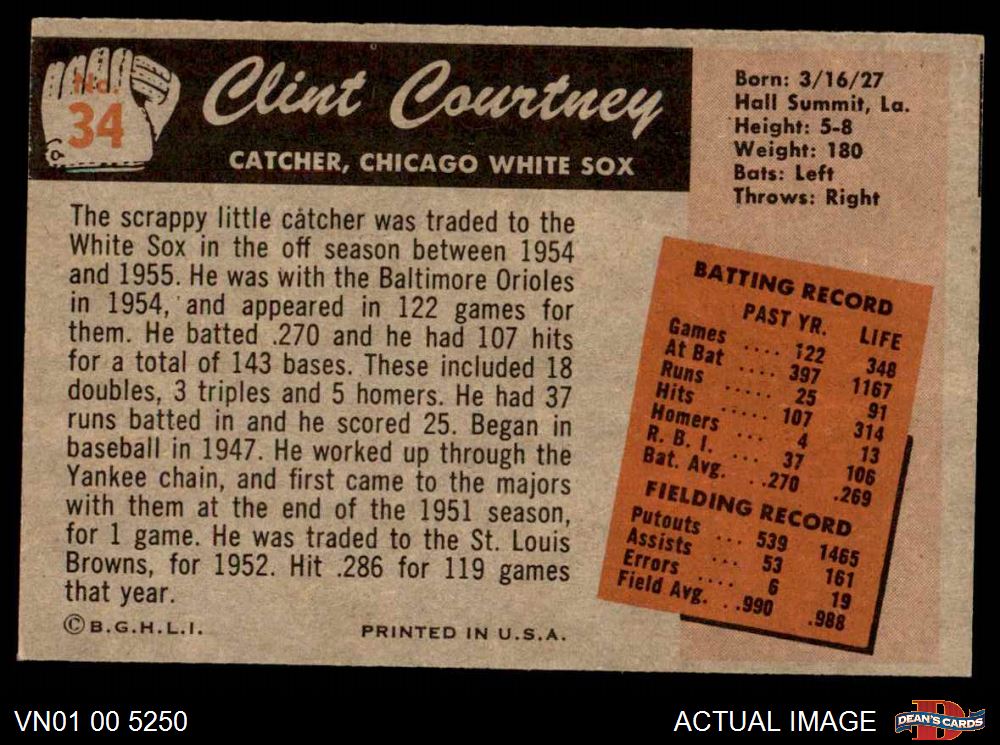 No.
34
Clint Courtney
CATCHER, CHICAGO WHITE SOX
Born: 3/16/27
Hall Summit, La.
Height: 5-8
Weight: 180
Bats: Left
Throws: Right
The scrappy little catcher was traded to the
White Sox in the off season between 1954
and 1955. He was with the Baltimore Orioles
in 1954, and appeared in 122 games for
them. He batted .270 and he had 107 hits
for a total of 143 bases. These included 18
doubles, 3 triples and 5 homers. He had 37
runs batted in and he scored 25. Began in
baseball in 1947. He worked up through the
Yankee chain, and first came to the majors
with them at the end of the 1951 season,
for 1 game. He was traded to the St. Louis
Browns, for 1952. Hit .286 for 119 games
that year.
© B.G.H.L.I.
PRINTED IN U.S.A.
BATTING RECORD
PAST YR. LIFE
Games .... 122 348
At Bat .... 397 1167
Runs ..... 25 91
Hits ..... 107 314
Homers ... 4 13
R. B. I. ... 37 106
Bat. Avg. ..270 .269
FIELDING RECORD
Putouts ... 539 1465
Assists ... 53 161
Errors .... 6 19
Field Avg. ..990 .988
VN01 00 5250
ACTUAL IMAGE
D
DEAN'S CARDS